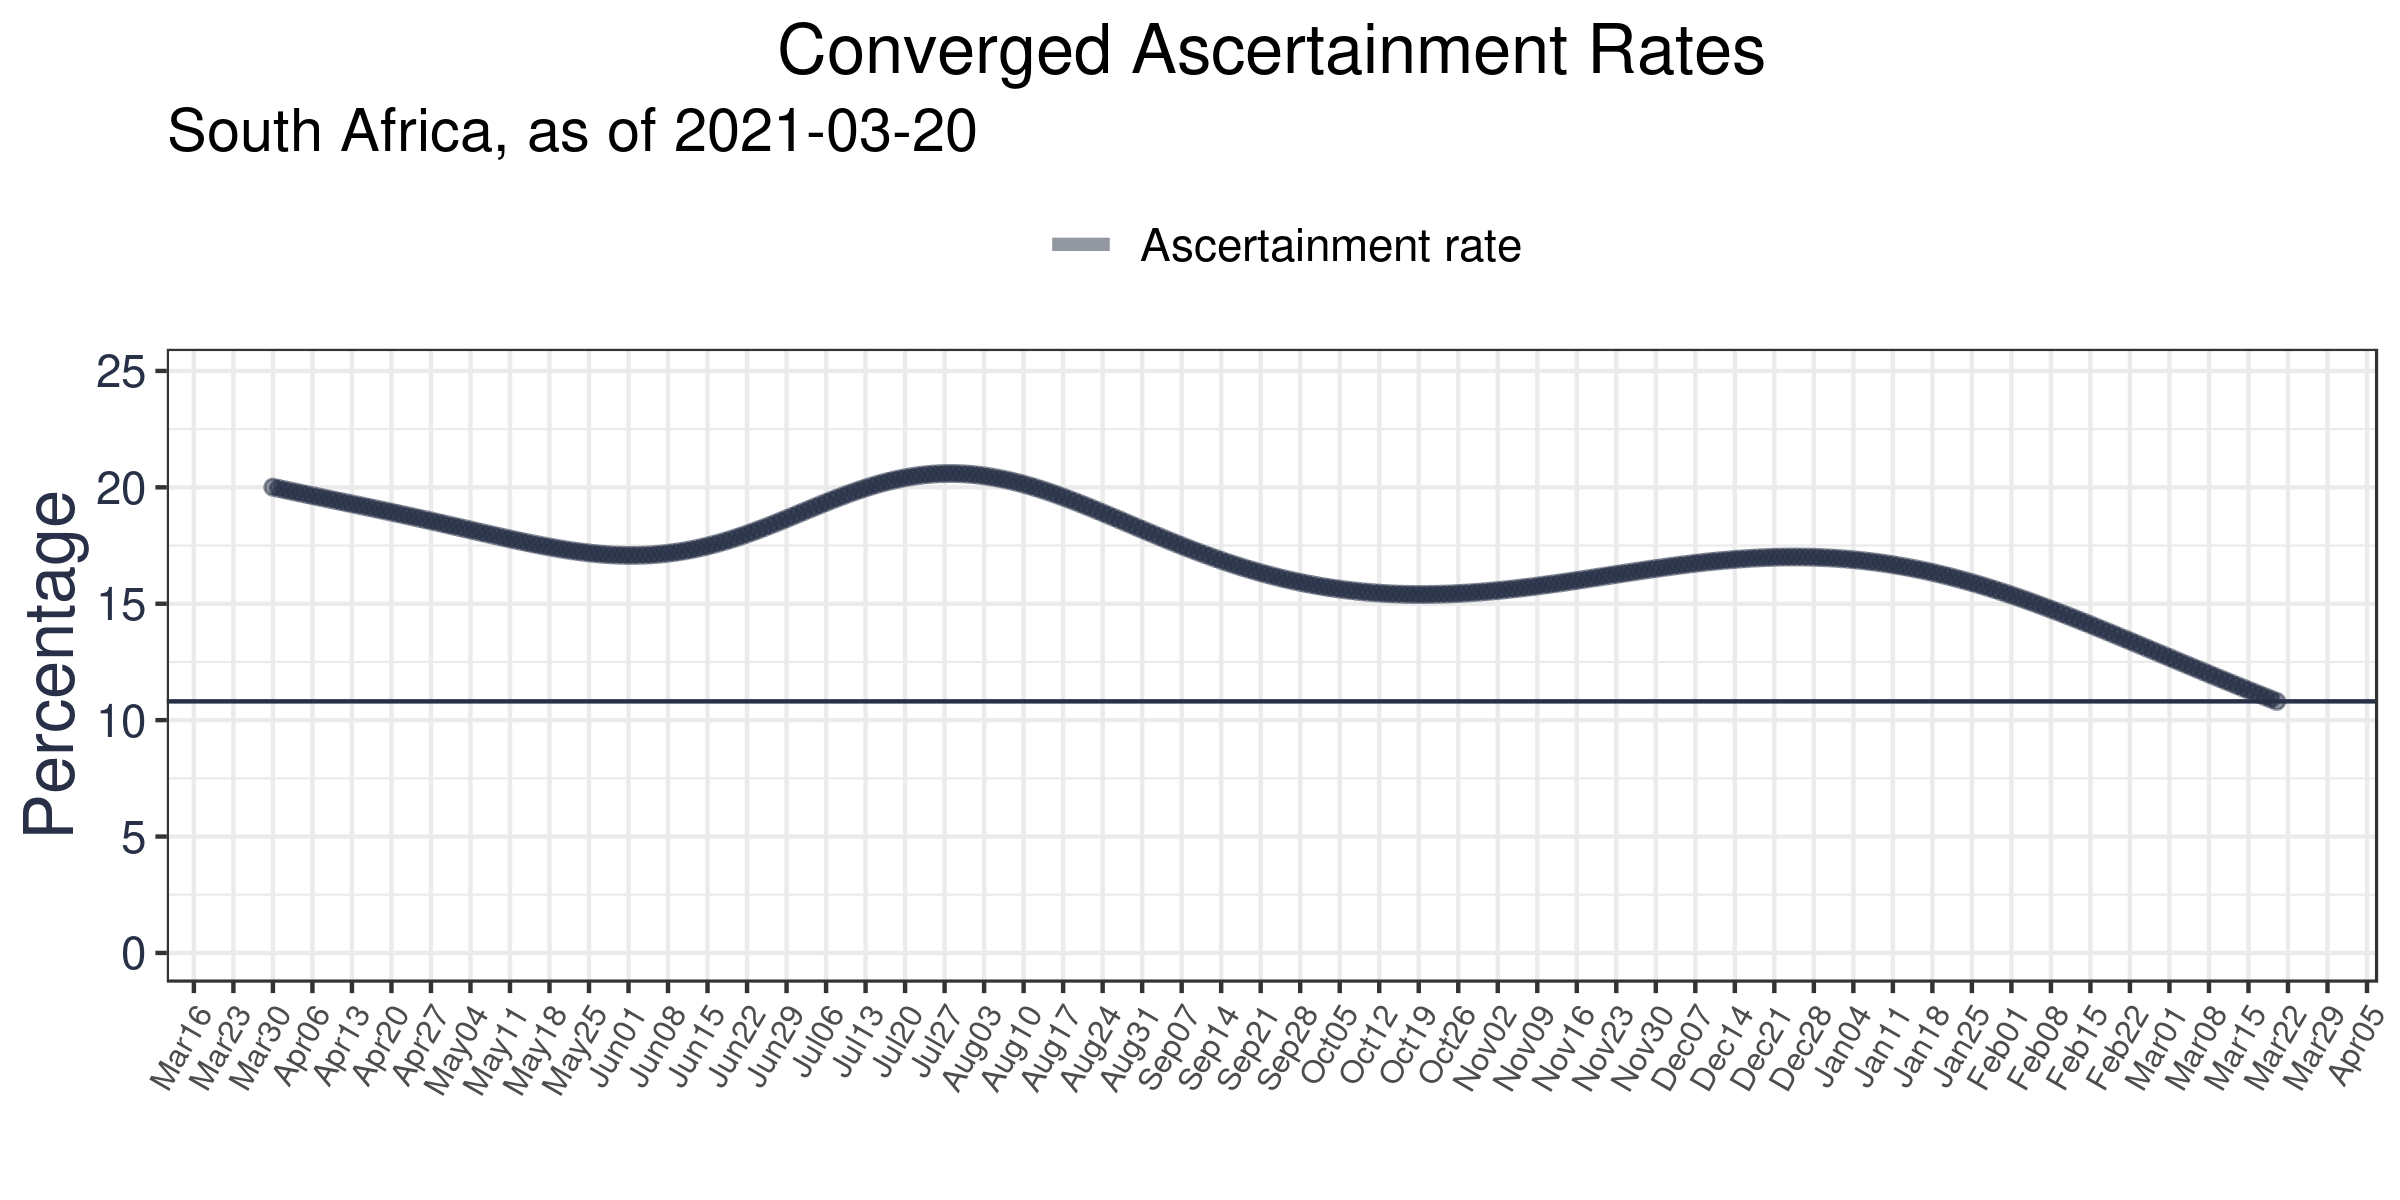 Converged Ascertainment Rates
South Africa, as of 2021-03-20
Ascertainment rate
Percentage
25
20
15
10
5
0
Mar16
Mar23
Mar30
Apr06
Apr13
Apr20
Apr27
May04
May11
May18
May25
Jun01
Jun08
Jun15
Jun22
Jun29
Jul06
Jul13
Jul20
Jul27
Aug03
Aug10
Aug17
Aug24
Aug31
Sep07
Sep14
Sep21
Sep28
Oct05
Oct12
Oct19
Oct26
Nov02
Nov09
Nov16
Nov23
Nov30
Dec07
Dec14
Dec21
Dec28
Jan04
Jan11
Jan18
Jan25
Feb01
Feb08
Feb15
Feb22
Mar01
Mar08
Mar15
Mar22
Mar29
Apr05